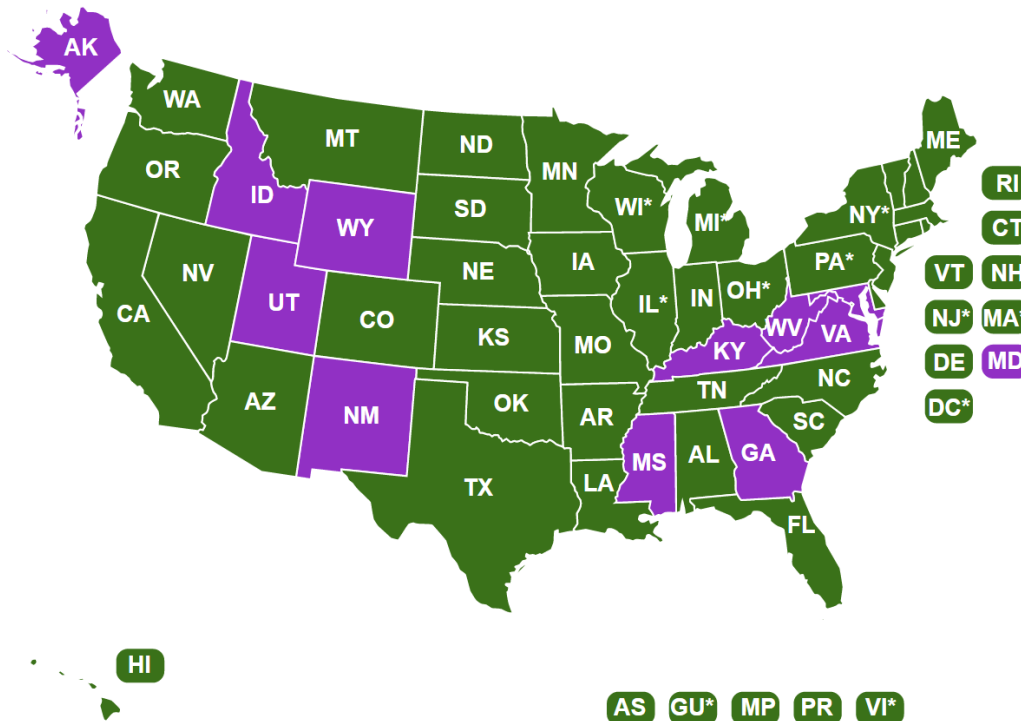 AK
WA
MT
ND
MN
ME
OR
ID
SD
WI*
MI*
NY*
RI
WY
CT
NV
NE
IA
PA*
VT
NH
CA
UT
CO
IL*
IN
OH*
NJ*
MA*
KS
MO
WV
VA
KY
DE
MD
AZ
NM
OK
TN
NC
DC*
AR
SC
TX
LA
MS
AL
GA
FL
HI
AS
GU*
MP
PR
VI*